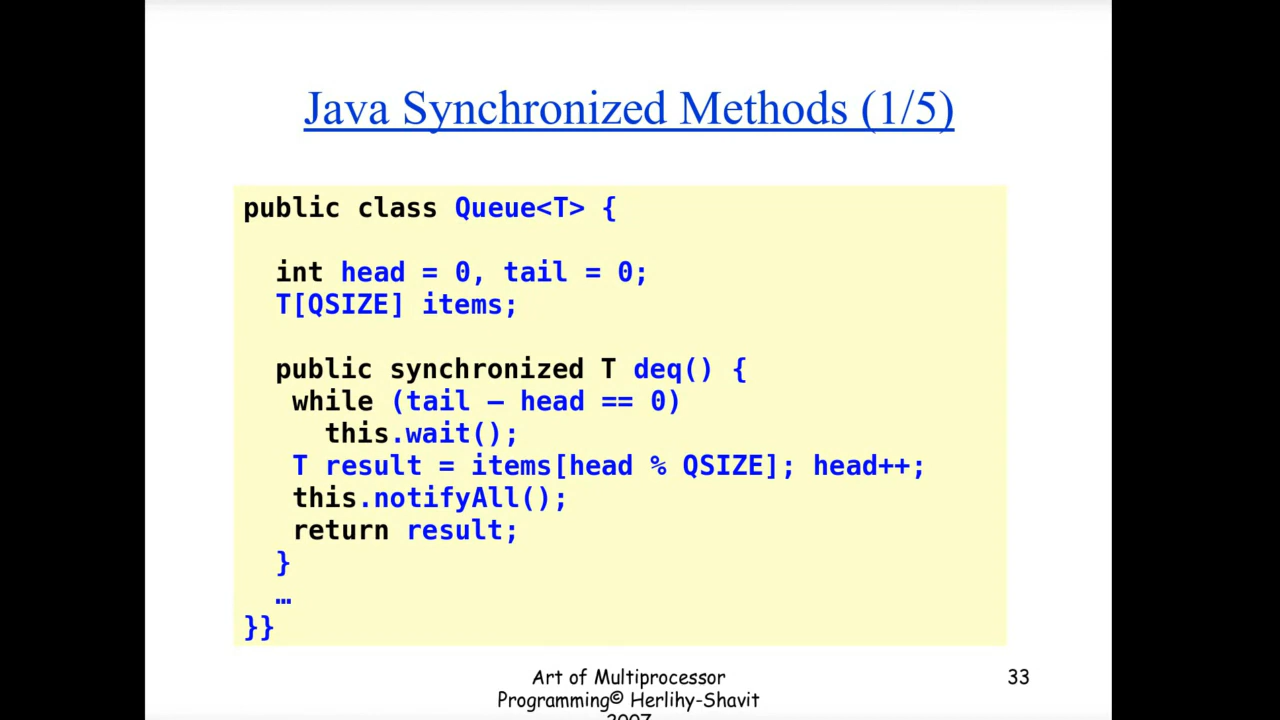 Java Synchronized Methods (1/5)
public class Queue<T> {
int head = 0, tail = 0;
T[QSIZE] items;
public synchronized T deq() {
while (tail – head == 0)
this.wait();
T result = items[head % QSIZE]; head++;
this.notifyAll();
return result;
}
…
}}
Art of Multiprocessor
Programming© Herlihy-Shavit
2007
33